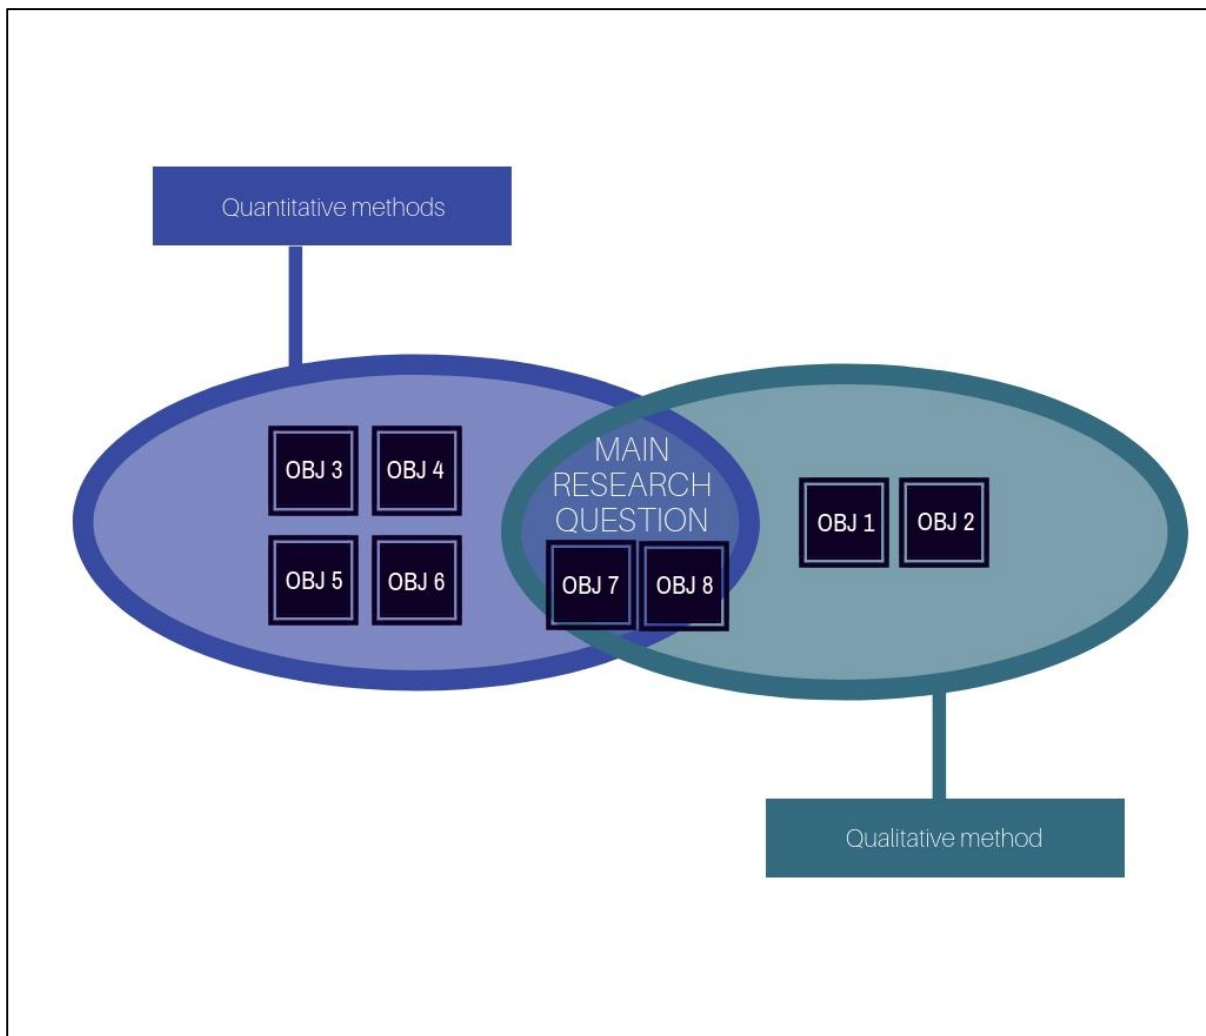 Quantitative methods
MAIN
RESEARCH
QUESTION
OBJ 3 OBJ 4
OBJ 1 OBJ 2
OBJ 5 OBJ 6
OBJ 7 OBJ 8
Qualitative method